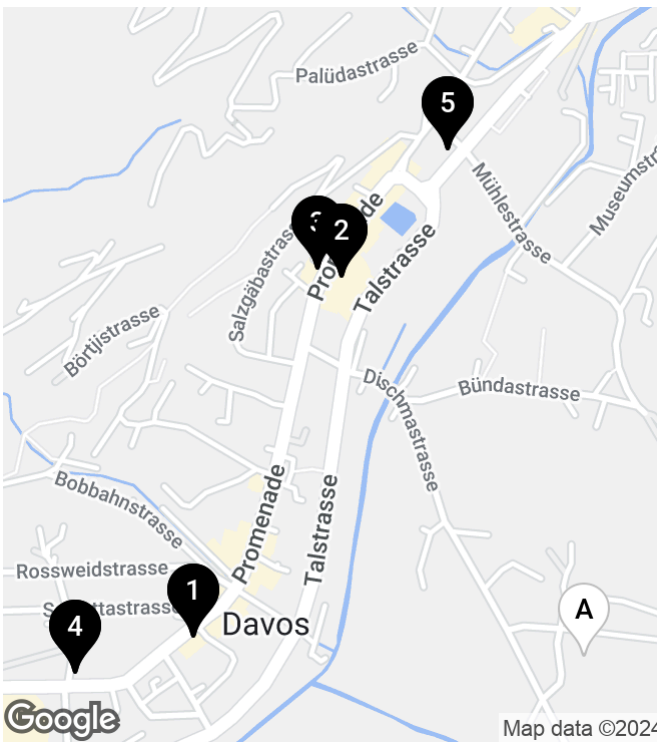 Palüdastrasse
5
Mühlestrasse
3
2
Promenade
Salzgäbastrasse
Talstrasse
Börtjistrasse
Dischmastrasse
Bündastrasse
Bobbahnstrasse
Promenade
Talstrasse
Rossweidstrasse
1
A
4
Davos
Google
Map data ©2024